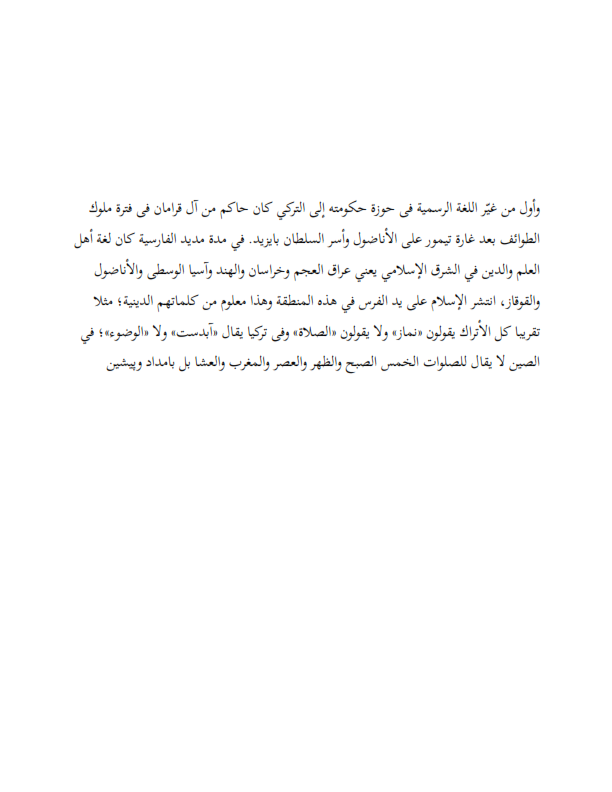 وأول من غيّر اللغة الرسمية فى حوزة حكومته إلى التركي كان حاكم من آل قرامان فى فترة ملوك
الطوائف بعد غارة تيمور على الأناضول وأسر السلطان بايزيد. في مدة مديد الفارسية كان لغة أهل
العلم والدين في الشرق الإسلامي يعني عراق العجم وخراسان والهند وآسيا الوسطى والأناضول
والقوقاز، انتشر الإسلام على يد الفرس في هذه المنطقة وهذا معلوم من كلماتهم الدينية؛ مثلا
تقريبا كل الأتراك يقولون «نماز» ولا يقولون «الصلاة» وفى تركيا يقال «آبدست» ولا «الوضوء»؛ في
الصين لا يقال للصلوات الخمس الصبح والظهر والعصر والمغرب والعشا بل بامداد وپيشين